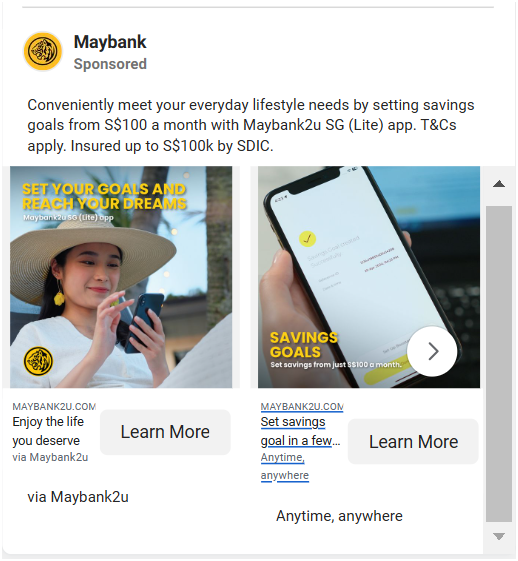 Maybank
Sponsored
Conveniently meet your everyday lifestyle needs by setting savings
goals from S$100 a month with Maybank2u SG (Lite) app. T&Cs
apply. Insured up to S$100k by SDIC.
SET YOUR GOALS AND
REACH YOUR DREAMS
Maybank2u SG (Lite) app
SAVINGS
GOALS
Set savings from just S$100 a month.
MAYBANK2U.COM
Enjoy the life
you deserve
via Maybank2u
Learn More
via Maybank2u
MAYBANK2U.COM
Set savings
goal in a few...
Anytime,
anywhere
Learn More
Anytime, anywhere